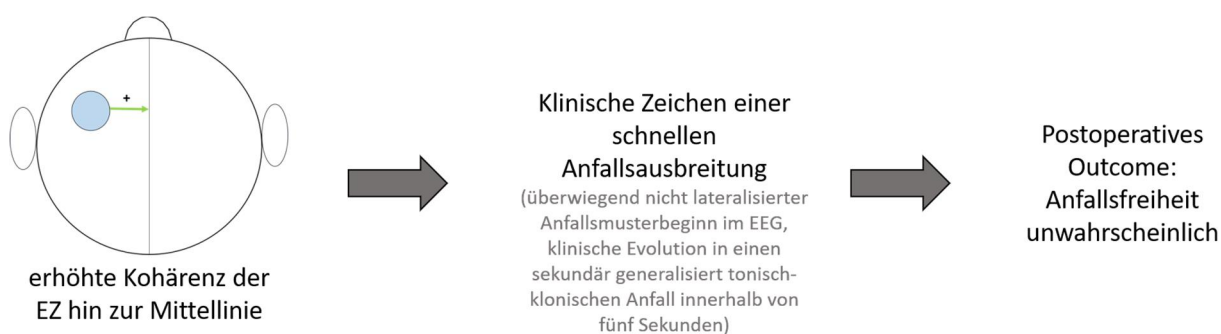 +
erhöhte Kohärenz der
EZ hin zur Mittellinie
Klinische Zeichen einer
schnellen
Anfallsausbreitung
(überwiegend nicht lateralisierter
Anfallsmusterbeginn im EEG,
klinische Evolution in einen
sekundär generalisiert tonisch-
klonischen Anfall innerhalb von
fünf Sekunden)
Postoperatives
Outcome:
Anfallsfreiheit
unwahrscheinlich